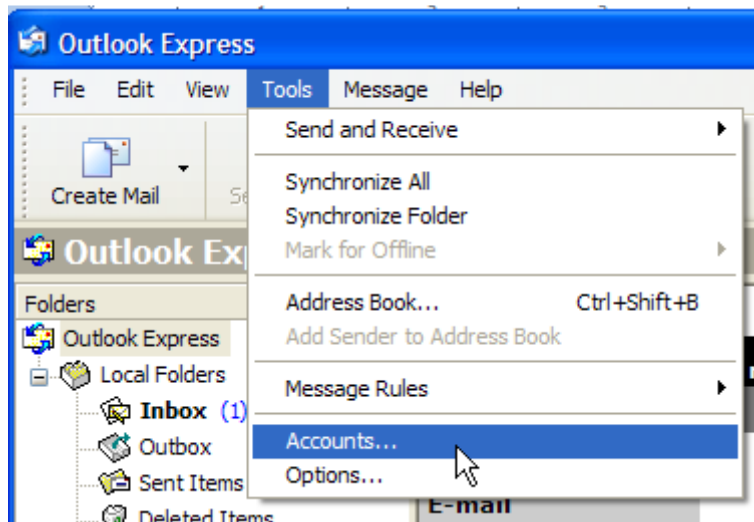 Outlook Express
File Edit View Tools Message Help
Send and Receive
Create Mail
Synchronize All
Synchronize Folder
Mark for Offline
Outlook
Folders
Address Book... Ctrl+Shift+B
Outlook Express
Add Sender to Address Book
Local Folders
Message Rules
Inbox (1)
Accounts...
Outbox
Options...
Sent Items
E-mail
Deleted Items